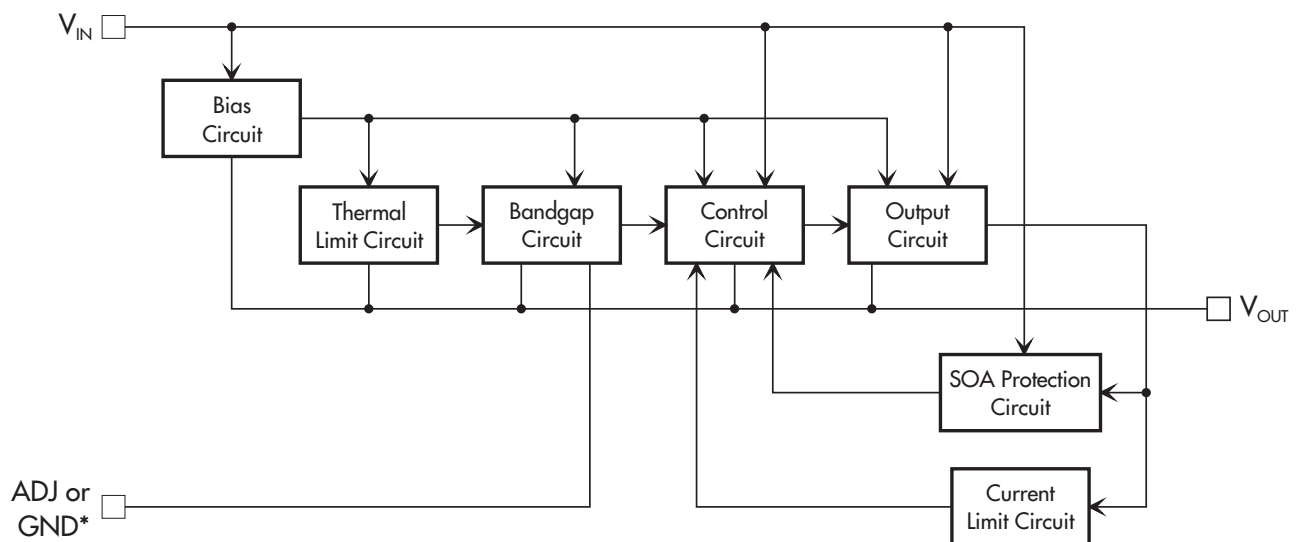 V_IN
Bias
Circuit
Thermal
Limit Circuit
Bandgap
Circuit
Control
Circuit
Output
Circuit
V_OUT
SOA Protection
Circuit
ADJ or
GND*
Current
Limit Circuit